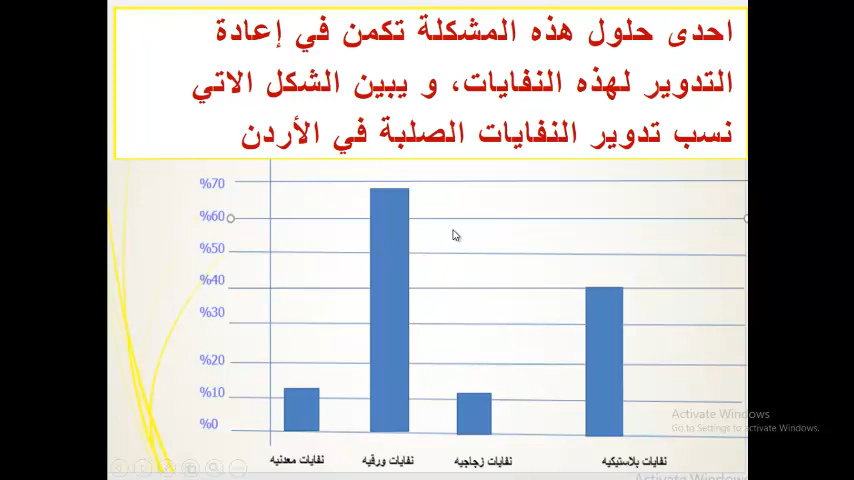 احدى حلول هذه المشكلة تكمن في إعادة
التدوير لهذه النفايات، و يبين الشكل الاتي
نسب تدوير النفايات الصلبة في الأردن
%70
%60
%50
%40
%30
%20
%10
%0
نفايات معدنيه
نفايات ورقيه
نفايات زجاجيه
نفايات بلاستيكيه
Activate Windows
Go to Settings to activate Windows.
Activate Windows